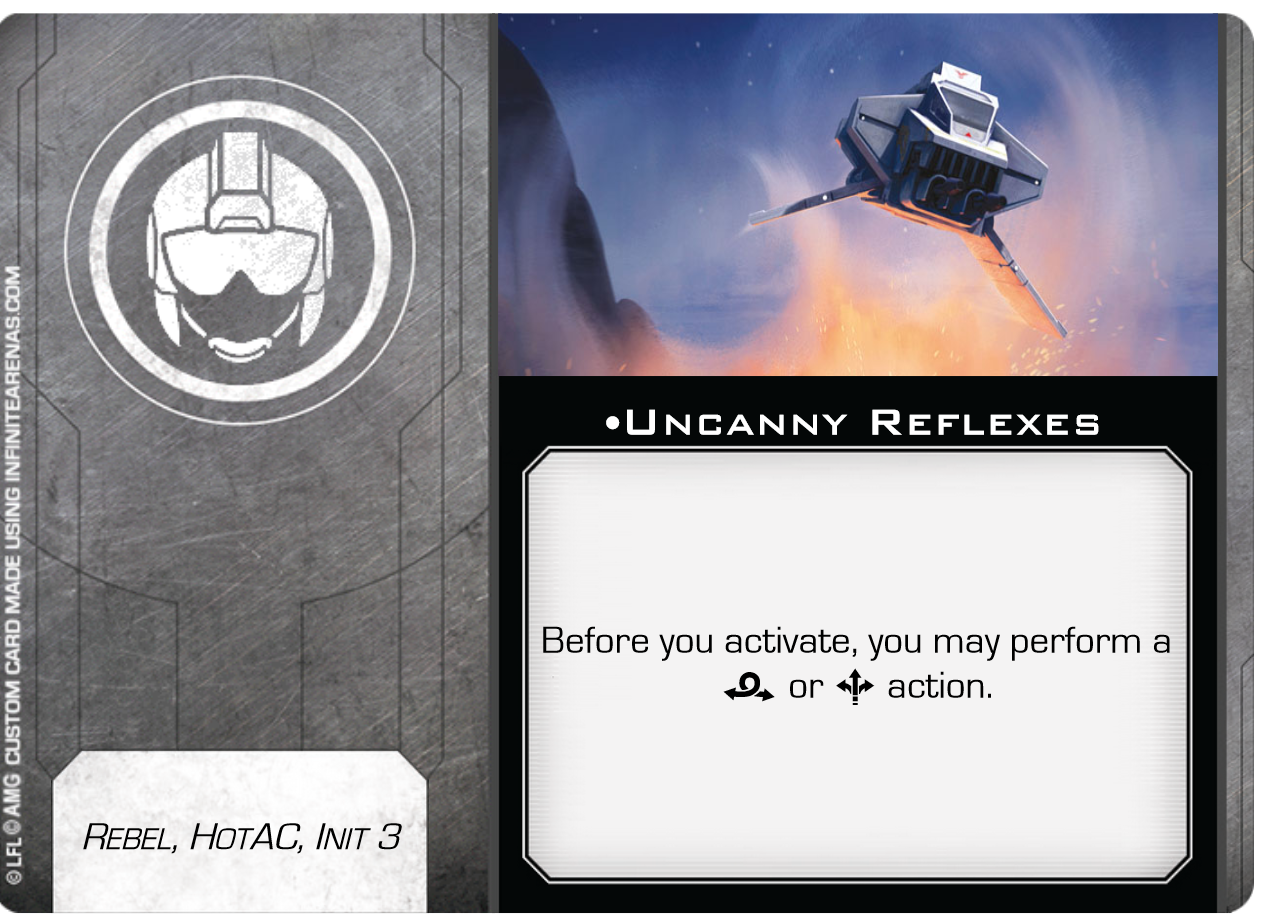 •Uncanny Reflexes
Before you activate, you may perform a
or action.
Rebel, HotAC, Init 3
©LFL ©AMG CUSTOM CARD MADE USING INFINITEARENAS.COM